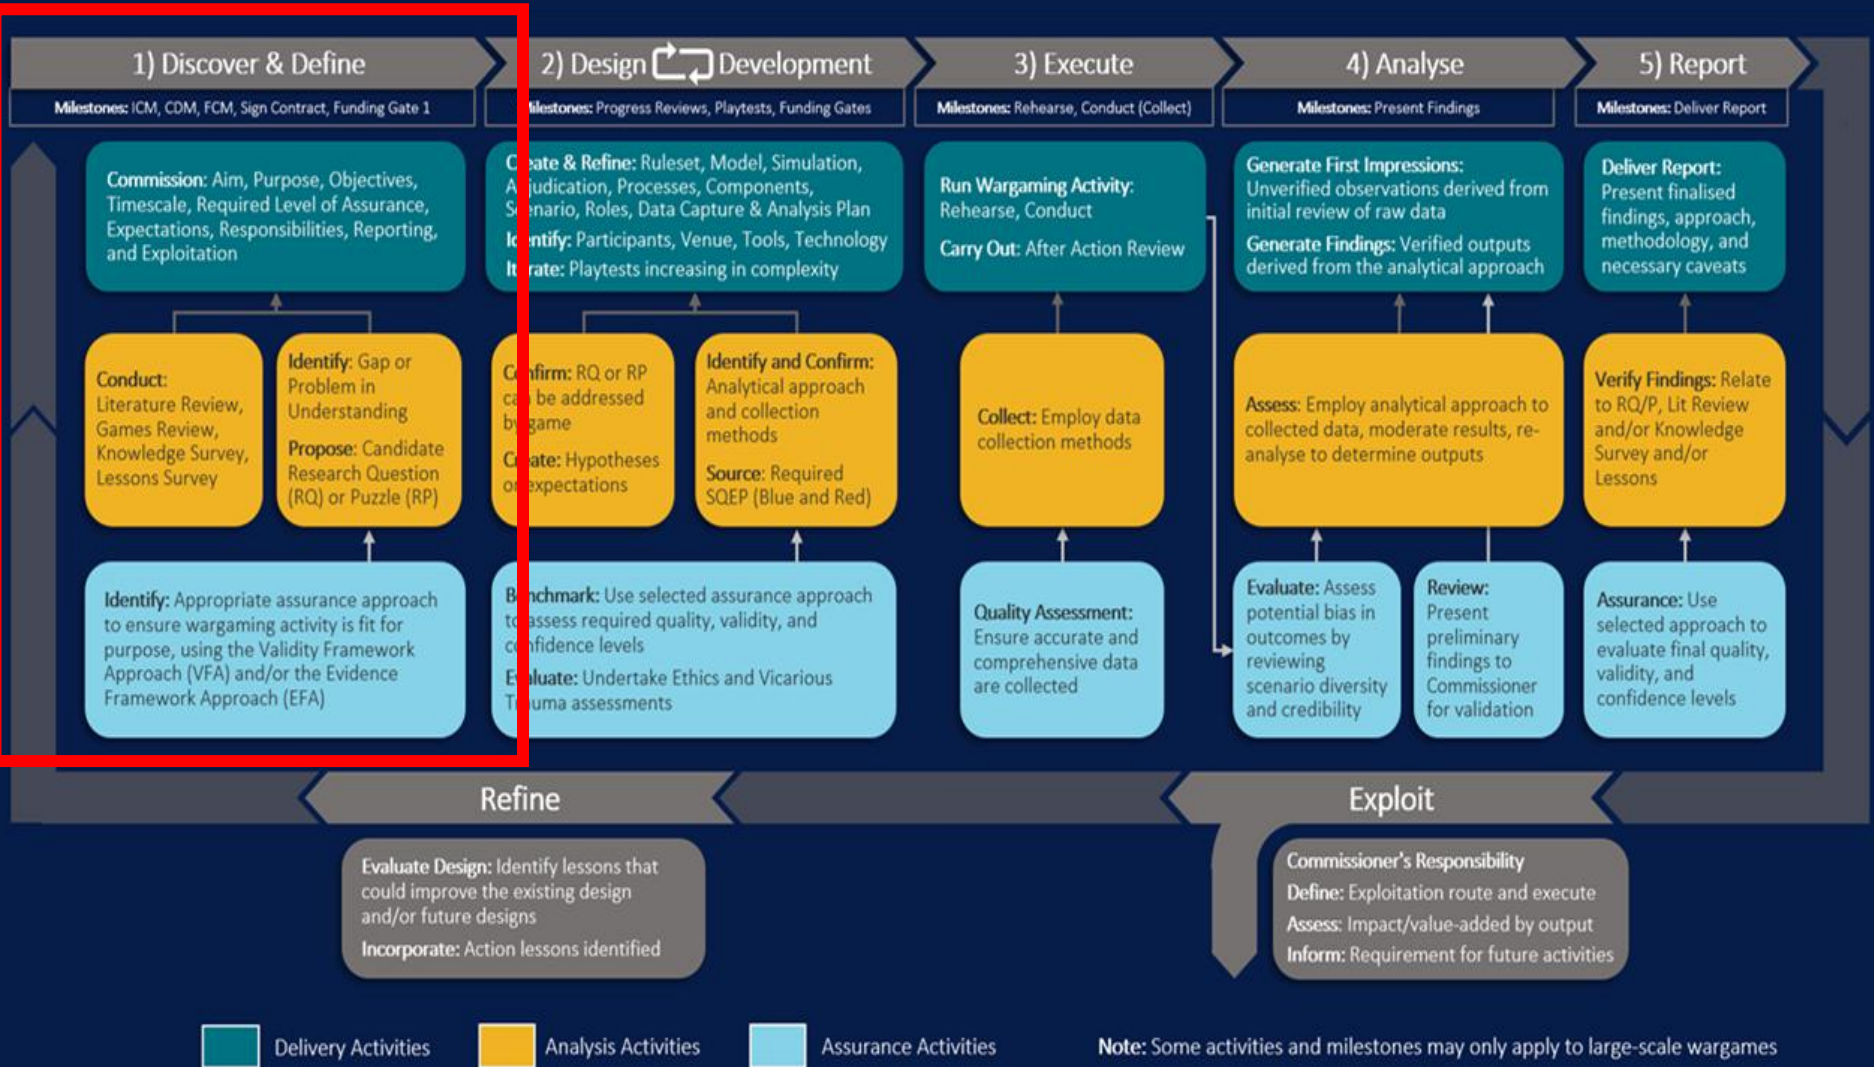 1) Discover & Define
Milestones: ICM, CDM, FCM, Sign Contract, Funding Gate 1
Commission: Aim, Purpose, Objectives,
Timescale, Required Level of Assurance,
Expectations, Responsibilities, Reporting,
and Exploitation
Conduct:
Literature Review,
Games Review,
Knowledge Survey,
Lessons Survey
Identify: Gap or
Problem in
Understanding
Propose: Candidate
Research Question
(RQ) or Puzzle (RP)
Identify: Appropriate assurance approach
to ensure wargaming activity is fit for
purpose, using the Validity Framework
Approach (VFA) and/or the Evidence
Framework Approach (EFA)
2) Design Development
Milestones: Progress Reviews, Playtests, Funding Gates
Create & Refine: Ruleset, Model, Simulation,
Adjudication, Processes, Components,
Scenario, Roles, Data Capture & Analysis Plan
Identify: Participants, Venue, Tools, Technology
Iterate: Playtests increasing in complexity
Confirm: RQ or RP
can be addressed
by game
Create: Hypotheses
or expectations
Identify and Confirm:
Analytical approach
and collection
methods
Source: Required
SQEP (Blue and Red)
Benchmark: Use selected assurance approach
to assess required quality, validity, and
confidence levels
Evaluate: Undertake Ethics and Vicarious
Trauma assessments
3) Execute
Milestones: Rehearse, Conduct (Collect)
Run Wargaming Activity:
Rehearse, Conduct
Carry Out: After Action Review
Collect: Employ data
collection methods
Quality Assessment:
Ensure accurate and
comprehensive data
are collected
4) Analyse
Milestones: Present Findings
Generate First Impressions:
Unverified observations derived from
initial review of raw data
Generate Findings: Verified outputs
derived from the analytical approach
Assess: Employ analytical approach to
collected data, moderate results, re-
analyse to determine outputs
Evaluate: Assess
potential bias in
outcomes by
reviewing
scenario diversity
and credibility
Review:
Present
preliminary
findings to
Commissioner
for validation
5) Report
Milestones: Deliver Report
Deliver Report:
Present finalised
findings, approach,
methodology, and
necessary caveats
Verify Findings: Relate
to RQ/P, Lit Review
and/or Knowledge
Survey and/or
Lessons
Assurance: Use
selected approach to
evaluate final quality,
validity, and
confidence levels
Refine
Evaluate Design: Identify lessons that
could improve the existing design
and/or future designs
Incorporate: Action lessons identified
Exploit
Commissioner's Responsibility
Define: Exploitation route and execute
Assess: Impact/value-added by output
Inform: Requirement for future activities
Delivery Activities
Analysis Activities
Assurance Activities
Note: Some activities and milestones may only apply to large-scale wargames